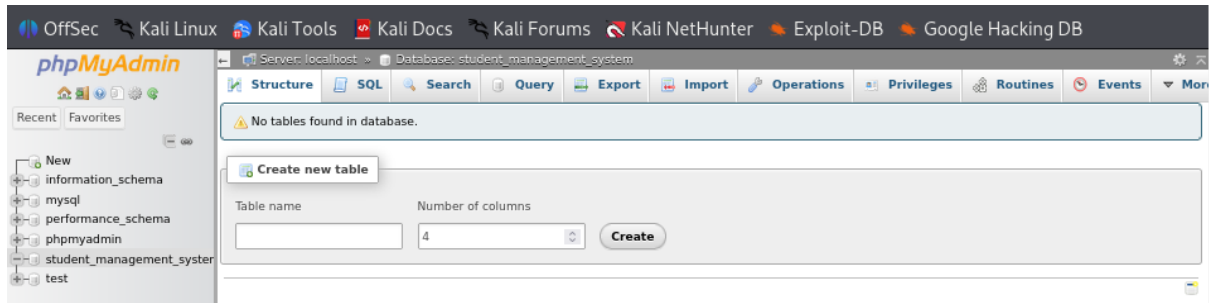 OffSec Kali Linux Kali Tools Kali Docs Kali Forums Kali NetHunter Exploit-DB Google Hacking DB
phpMyAdmin
Recent Favorites
New
information_schema
mysql
performance_schema
phpmyadmin
student_management_syster
test
Server: localhost » Database: student_management_system
Structure SQL Search Query Export Import Operations Privileges Routines Events More
No tables found in database.
Create new table
Table name Number of columns
4 Create